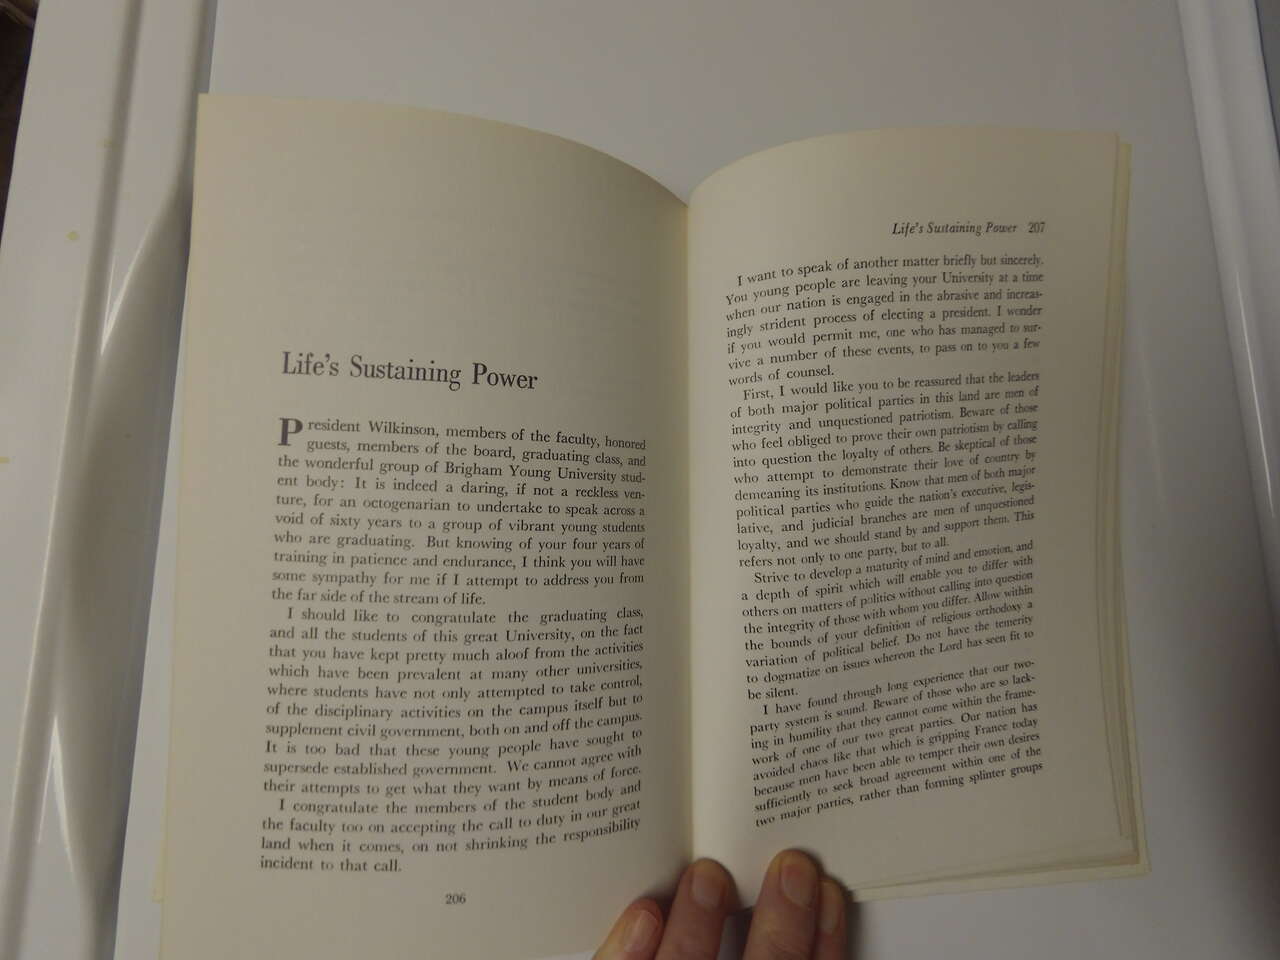 Life's Sustaining Power
President Wilkinson, members of the faculty, honored
guests, members of the board, graduating class, and
the wonderful group of Brigham Young University stud-
ent body: It is indeed a daring, if not a reckless ven-
ture, for an octogenarian to undertake to speak across a
void of sixty years to a group of vibrant young students
who are graduating. But knowing of your four years of
training in patience and endurance, I think you will have
some sympathy for me if I attempt to address you from
the far side of the stream of life.
I should like to congratulate the graduating class,
and all the students of this great University, on the fact
that you have kept pretty much aloof from the activities
which have been prevalent at many other universities,
where students have not only attempted to take control,
of the disciplinary activities on the campus itself but to
supplement civil government, both on and off the campus.
It is too bad that these young people have sought to
supersede established government. We cannot agree with
their attempts to get what they want by means of force.
I congratulate the members of the student body and
the faculty too on accepting the call to duty in our great
land when it comes, on not shrinking the responsibility
incident to that call.
206
Life's Sustaining Power 207
I want to speak of another matter briefly but sincerely.
You young people are leaving your University at a time
when our nation is engaged in the abrasive and increas-
ingly strident process of electing a president. I wonder
if you would permit me, one who has managed to sur-
vive a number of these events, to pass on to you a few
words of counsel.
First, I would like you to be reassured that the leaders
of both major political parties in this land are men of
integrity and unquestioned patriotism. Beware of those
who feel obliged to prove their own patriotism by calling
into question the loyalty of others. Be skeptical of those
who attempt to demonstrate their love of country by
demeaning its institutions. Know that men of both major
political parties who guide the nation's executive, legis-
lative, and judicial branches are men of unquestioned
loyalty, and we should stand by and support them. This
refers not only to one party, but to all.
Strive to develop a maturity of mind and emotion, and
a depth of spirit which will enable you to differ with
others on matters of politics without calling into question
the integrity of those with whom you differ. Allow within
the bounds of your definition of religious orthodoxy a
variation of political belief. Do not have the temerity
to dogmatize on issues whereon the Lord has seen fit to
be silent.
I have found through long experience that our two-
party system is sound. Beware of those who are so lack-
ing in humility that they cannot come within the frame-
work of one of our two great parties. Our nation has
avoided chaos like that which is gripping France today
because men have been able to temper their own desires
sufficiently to seek broad agreement within one of the
two major parties, rather than forming splinter groups